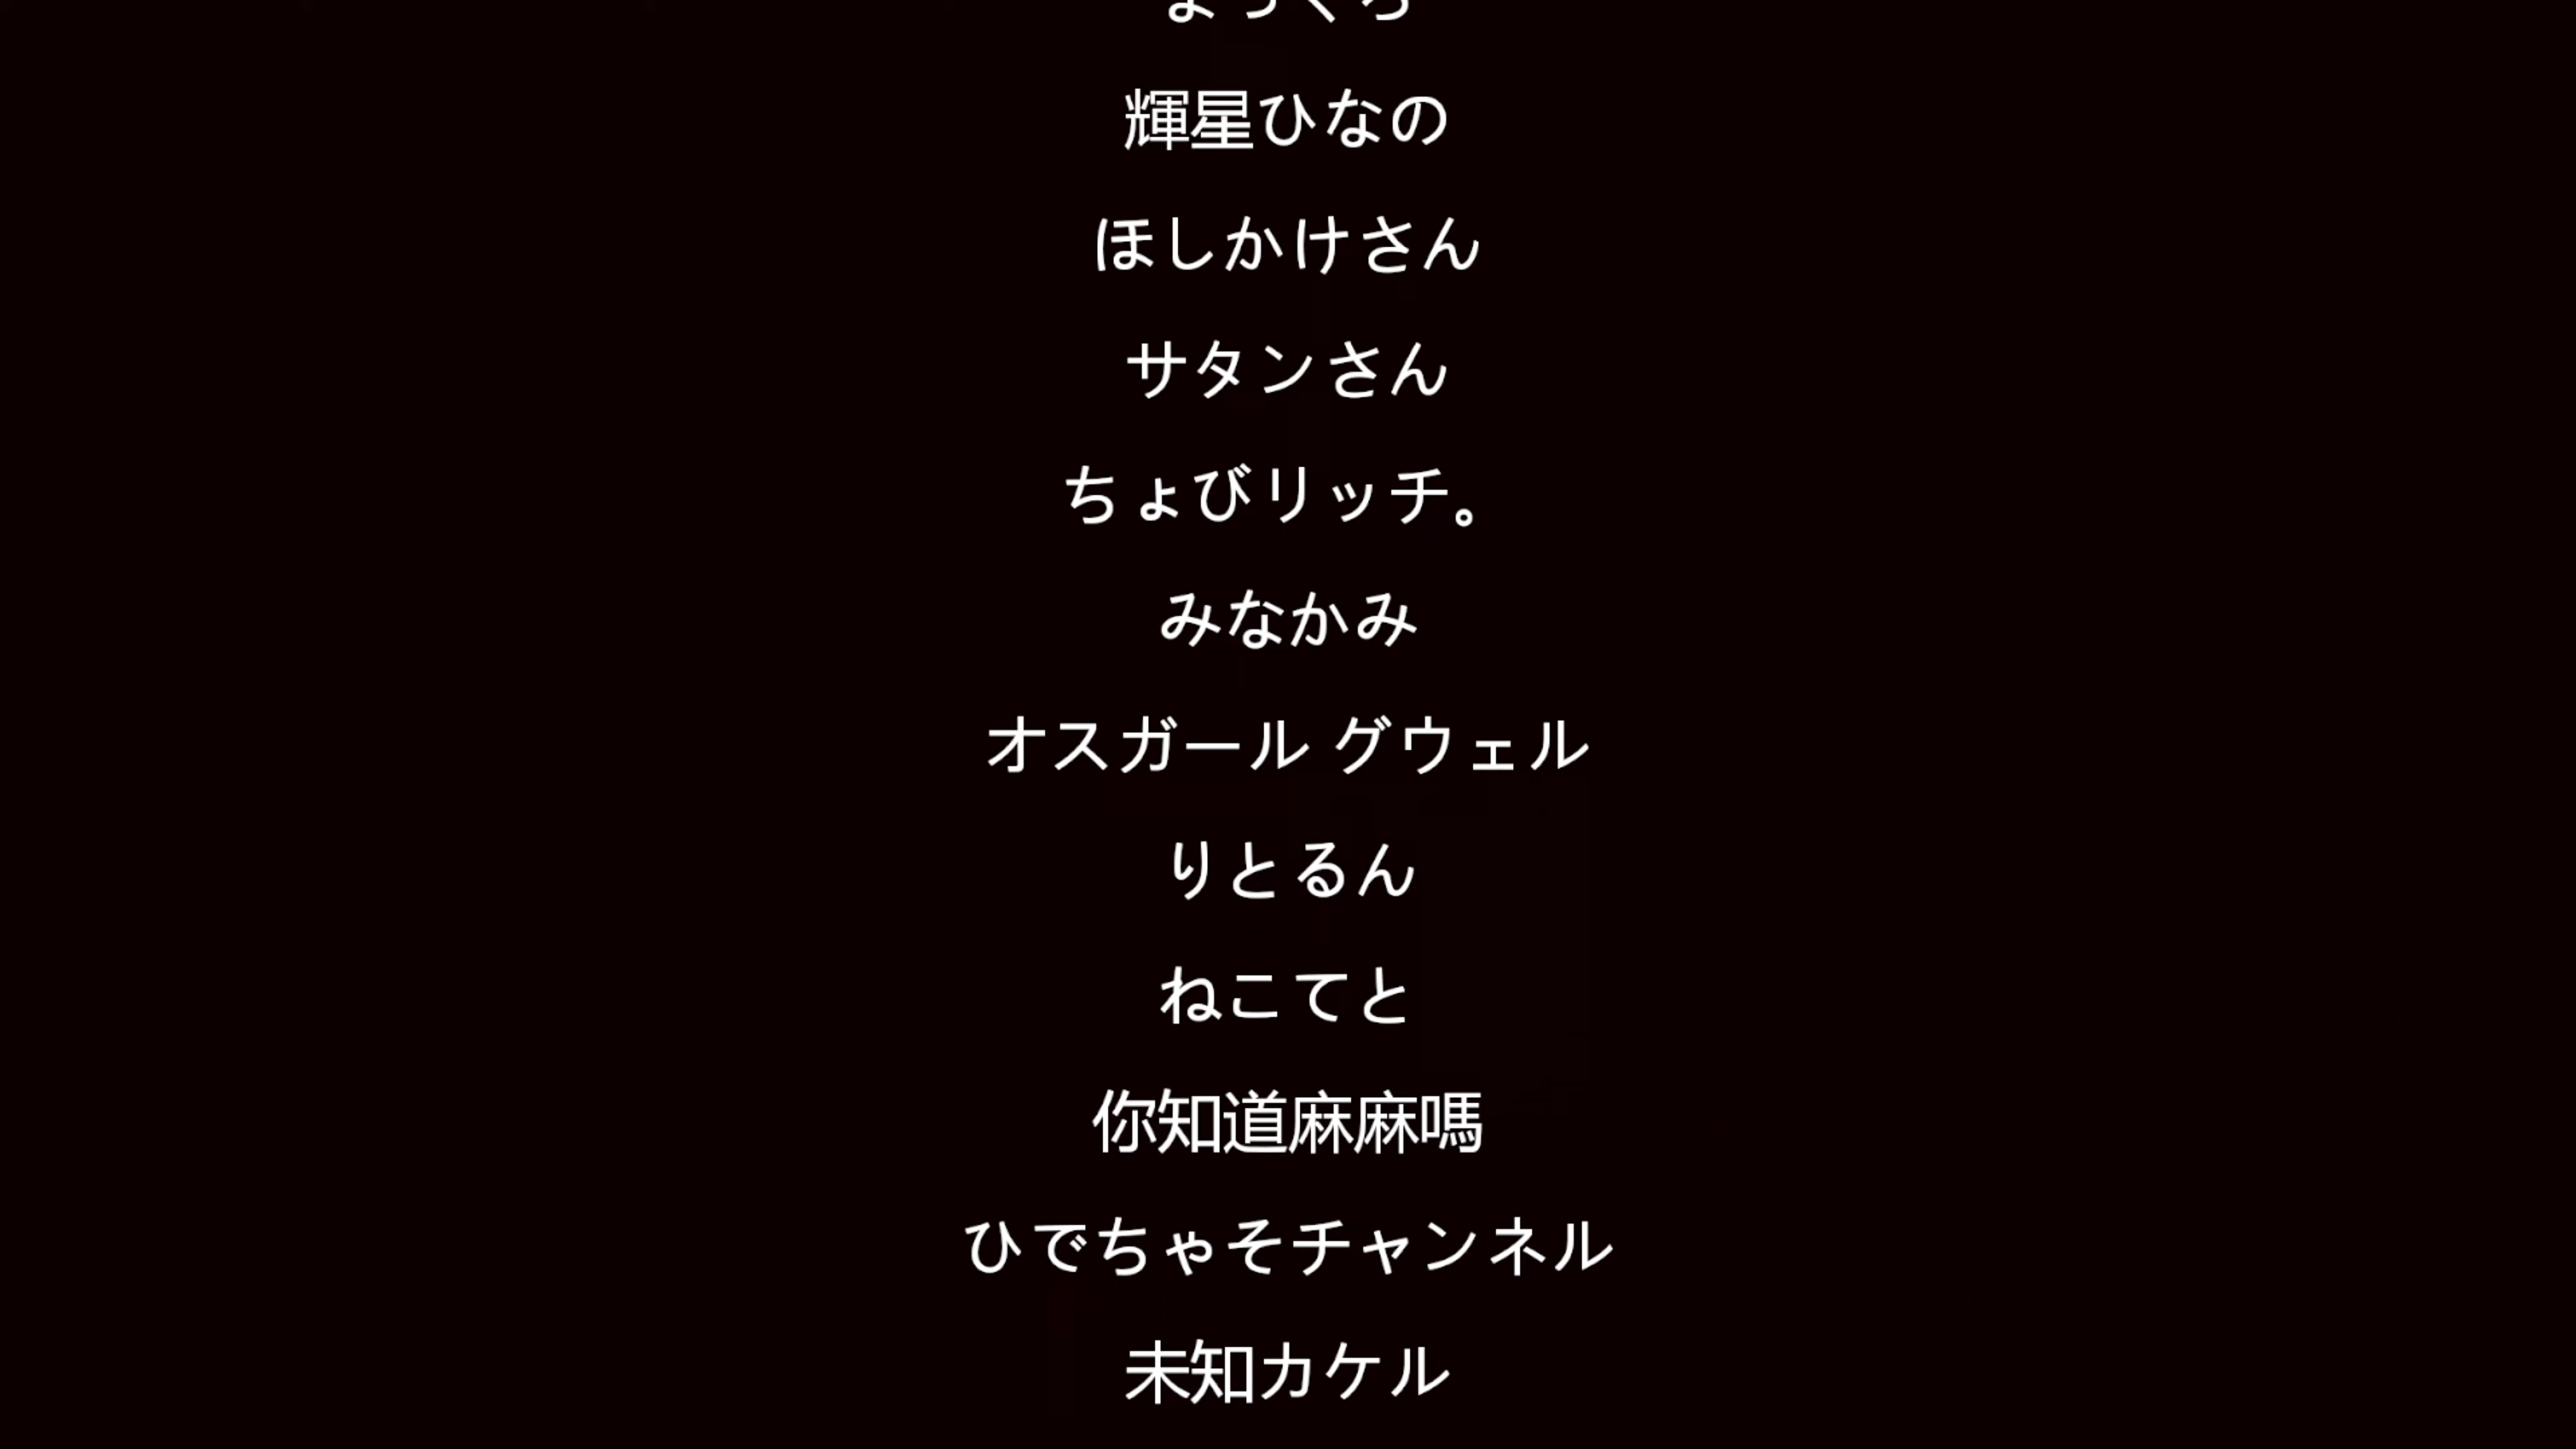 輝星ひなの
ほしかけさん
サタンさん
ちょびリッチ。
みなかみ
オスガール グウェル
りとるん
ねこてと
你知道麻麻嗎
ひでちゃそチャンネル
未知カケル